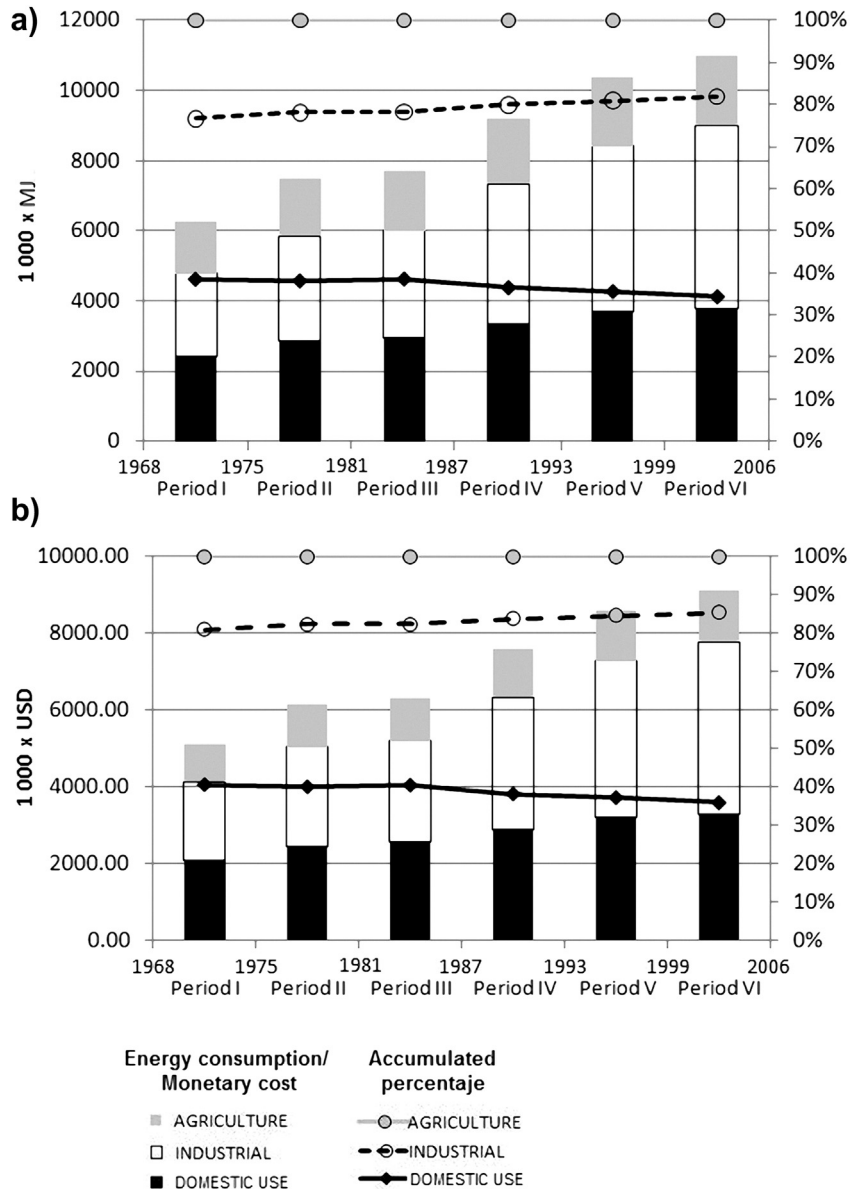 a)
12000
10000
8000
6000
4000
2000
0
1 000 x MJ
100%
90%
80%
70%
60%
50%
40%
30%
20%
10%
0%
1968 1975 1981 1987 1993 1999 2006
Period I Period II Period III Period IV Period V Period VI
b)
10000.00
8000.00
6000.00
4000.00
2000.00
0.00
1 000 x USD
100%
90%
80%
70%
60%
50%
40%
30%
20%
10%
0%
1968 1975 1981 1987 1993 1999 2006
Period I Period II Period III Period IV Period V Period VI
Energy consumption/
Monetary cost
AGRICULTURE
INDUSTRIAL
DOMESTIC USE
Accumulated
percentaje
AGRICULTURE
INDUSTRIAL
DOMESTIC USE